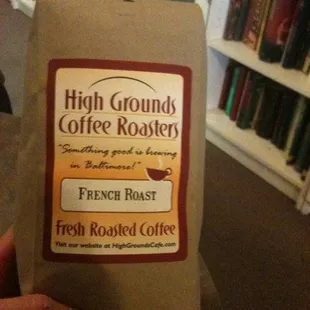 High Grounds
Coffee Roasters
"Something good is brewing
in Baltimore!"
FRENCH ROAST
Fresh Roasted Coffee
Visit our website at HighGroundsCafe.com